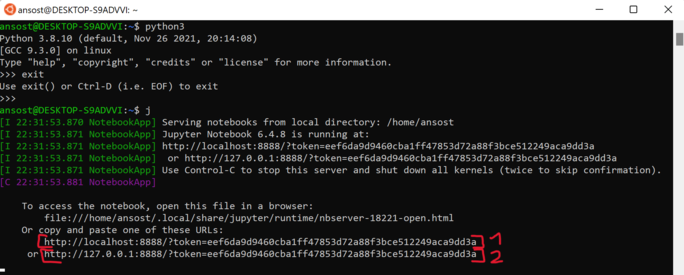 ansost@DESKTOP-S9ADVVI: ~
ansost@DESKTOP-S9ADVVI:~$ python3
Python 3.8.10 (default, Nov 26 2021, 20:14:08)
[GCC 9.3.0] on linux
Type "help", "copyright", "credits" or "license" for more information.
>>> exit
Use exit() or Ctrl-D (i.e. EOF) to exit
>>>
ansost@DESKTOP-S9ADVVI:~$ j
[I 22:31:53.870 NotebookApp] Serving notebooks from local directory: /home/ansost
[I 22:31:53.871 NotebookApp] Jupyter Notebook 6.4.8 is running at:
[I 22:31:53.871 NotebookApp] http://localhost:8888/?token=eef6da9d9460cba1ff47853d72a88f3bce512249aca9dd3a
[I 22:31:53.871 NotebookApp]  or http://127.0.0.1:8888/?token=eef6da9d9460cba1ff47853d72a88f3bce512249aca9dd3a
[I 22:31:53.871 NotebookApp] Use Control-C to stop this server and shut down all kernels (twice to skip confirmation).
[C 22:31:53.881 NotebookApp]
To access the notebook, open this file in a browser:
file:///home/ansost/.local/share/jupyter/runtime/nbserver-18221-open.html
Or copy and paste one of these URLs:
http://localhost:8888/?token=eef6da9d9460cba1ff47853d72a88f3bce512249aca9dd3a 1
or http://127.0.0.1:8888/?token=eef6da9d9460cba1ff47853d72a88f3bce512249aca9dd3a 2